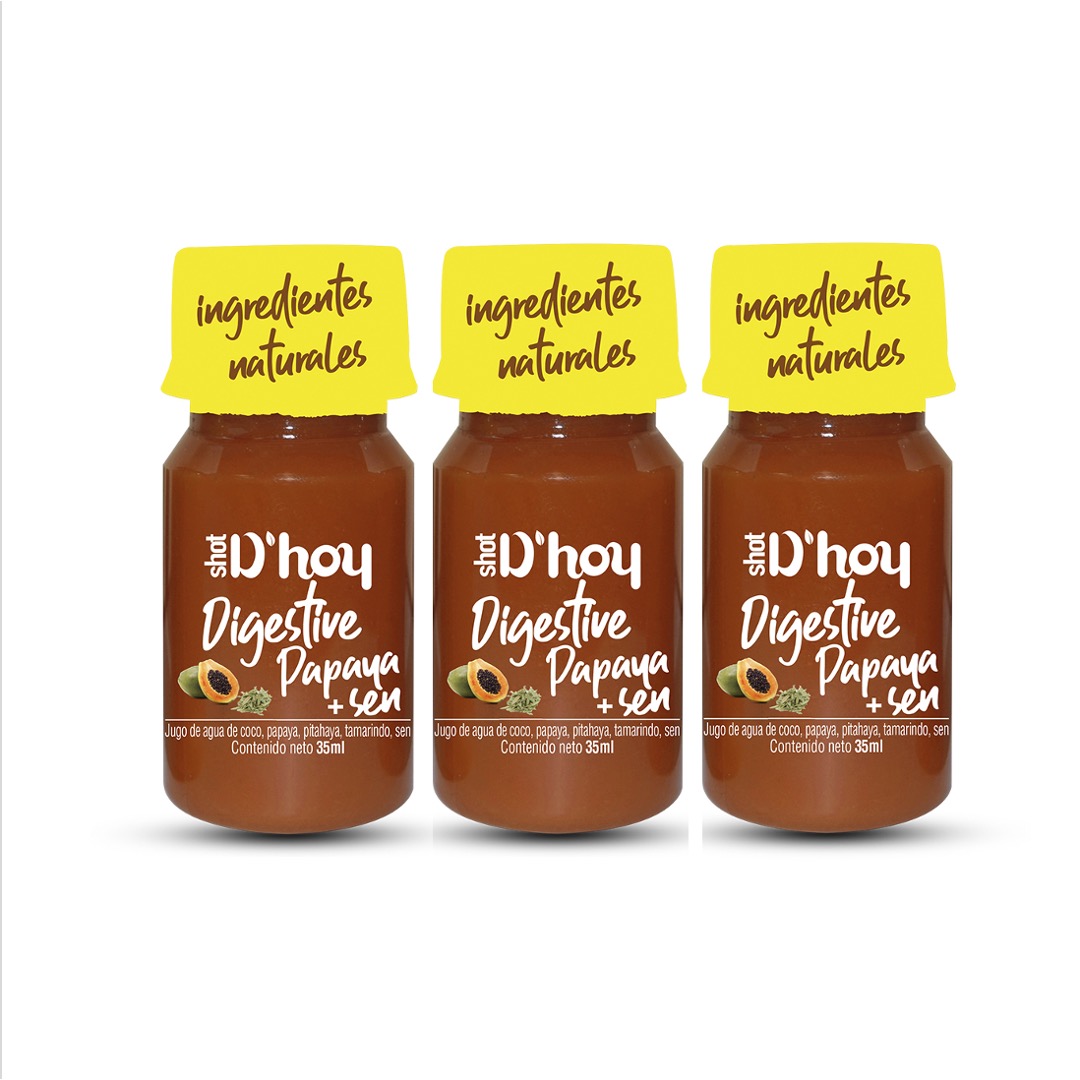 ingredientes
naturales
shot D'hoy
Digestive
Papaya
+ sen
Jugo de agua de coco, papaya, pitahaya, tamarindo, sen
Contenido neto 35ml
ingredientes
naturales
shot D'hoy
Digestive
Papaya
+ sen
Jugo de agua de coco, papaya, pitahaya, tamarindo, sen
Contenido neto 35ml
ingredientes
naturales
shot D'hoy
Digestive
Papaya
+ sen
Jugo de agua de coco, papaya, pitahaya, tamarindo, sen
Contenido neto 35ml